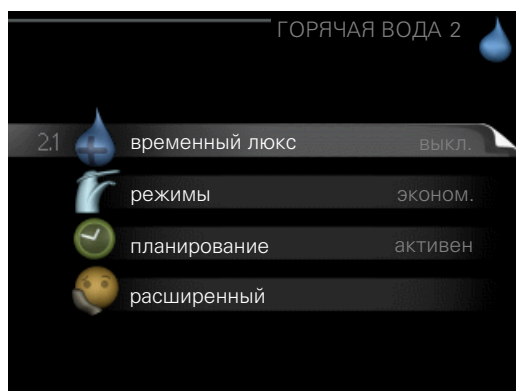 ГОРЯЧАЯ ВОДА 2
2.1 временный люкс выкл.
режимы эконом.
планирование активен
расширенный